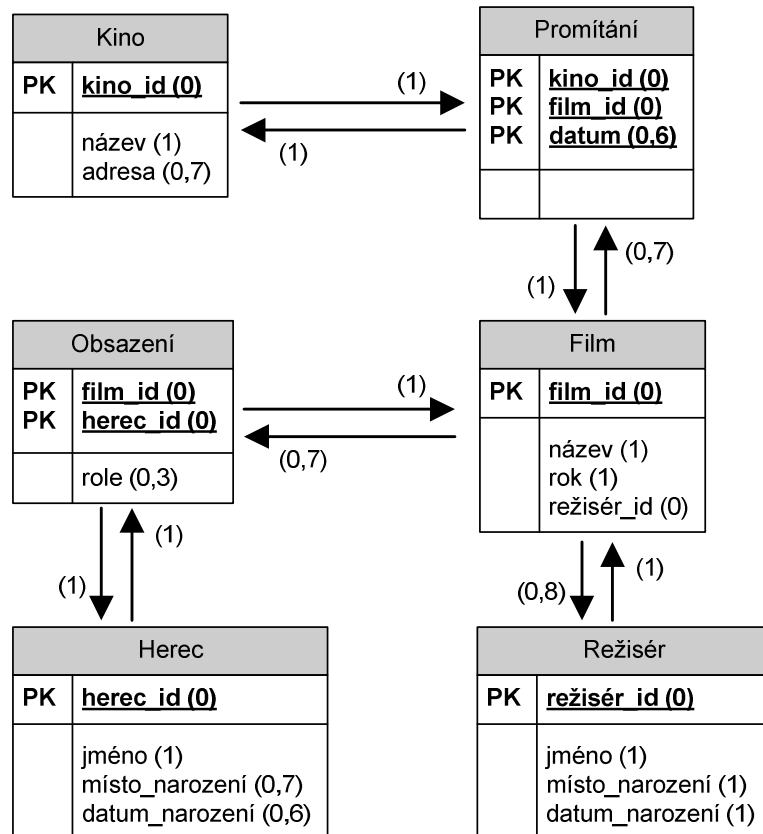 Kino
PK kino_id (0)
název (1)
adresa (0,7)
(1)
(1)
Promítání
PK kino_id (0)
PK film_id (0)
PK datum (0,6)
(1)
(0,7)
Obsazení
PK film_id (0)
PK herec_id (0)
role (0,3)
(1)
(0,7)
Film
PK film_id (0)
název (1)
rok (1)
režisér_id (0)
(1)
(1)
(0,8)
(1)
Herec
PK herec_id (0)
jméno (1)
místo_narození (0,7)
datum_narození (0,6)
Režisér
PK režisér_id (0)
jméno (1)
místo_narození (1)
datum_narození (1)